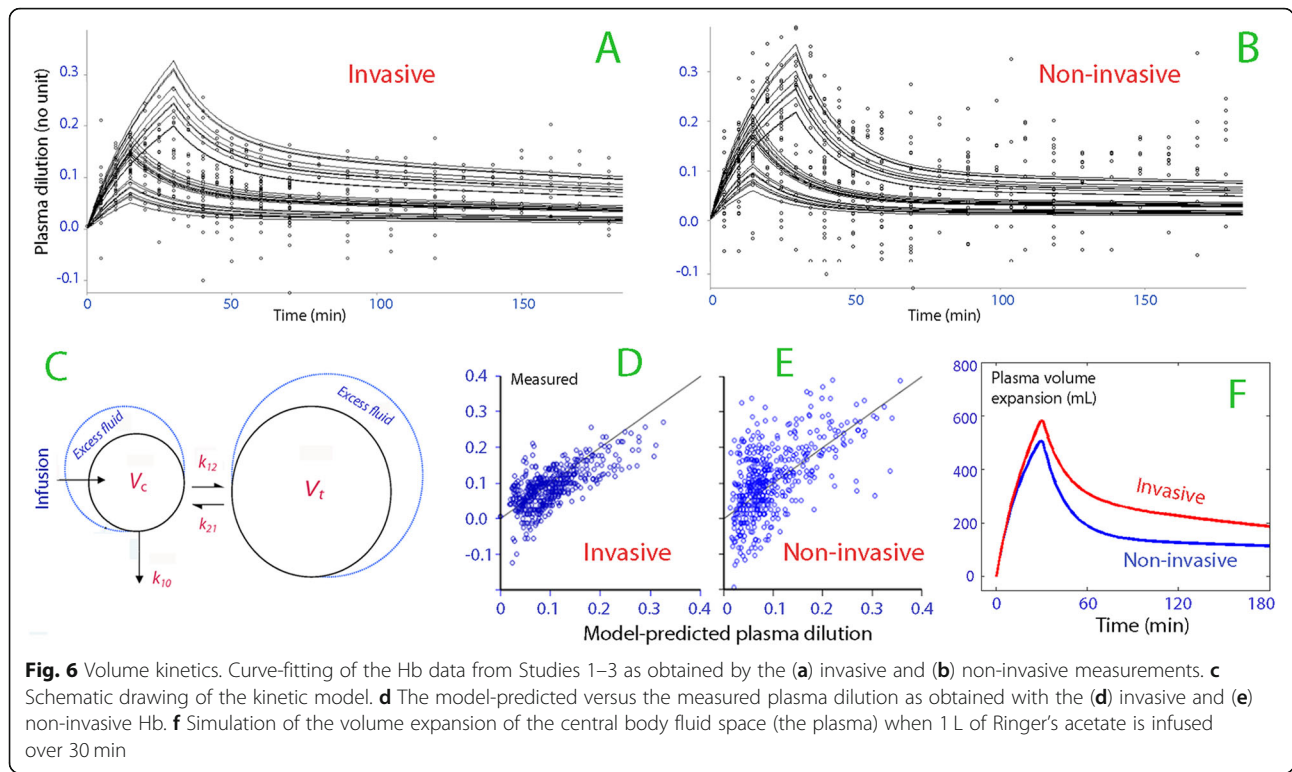 A
Invasive
Plasma dilution (no unit)
0.3
0.2
0.1
0.0
-0.1
0
50
100
150
Time (min)
B
Non-invasive
0.3
0.2
0.1
0.0
-0.1
0
50
100
150
Time (min)
C
Infusion
Excess fluid
Vc
k12
k21
k10
Excess fluid
Vt
D
Measured
0.4
0.3
0.2
0.1
0.0
-0.1
Invasive
0
0.1
0.2
0.3
0.4
E
Non-invasive
0
0.1
0.2
0.3
0.4
Model-predicted plasma dilution
F
Plasma volume
expansion (mL)
800
600
400
200
0
Invasive
Non-invasive
0
60
120
180
Time (min)
Fig. 6 Volume kinetics. Curve-fitting of the Hb data from Studies 1–3 as obtained by the (a) invasive and (b) non-invasive measurements. c
Schematic drawing of the kinetic model. d The model-predicted versus the measured plasma dilution as obtained with the (d) invasive and (e)
non-invasive Hb. f Simulation of the volume expansion of the central body fluid space (the plasma) when 1 L of Ringer's acetate is infused
over 30 min